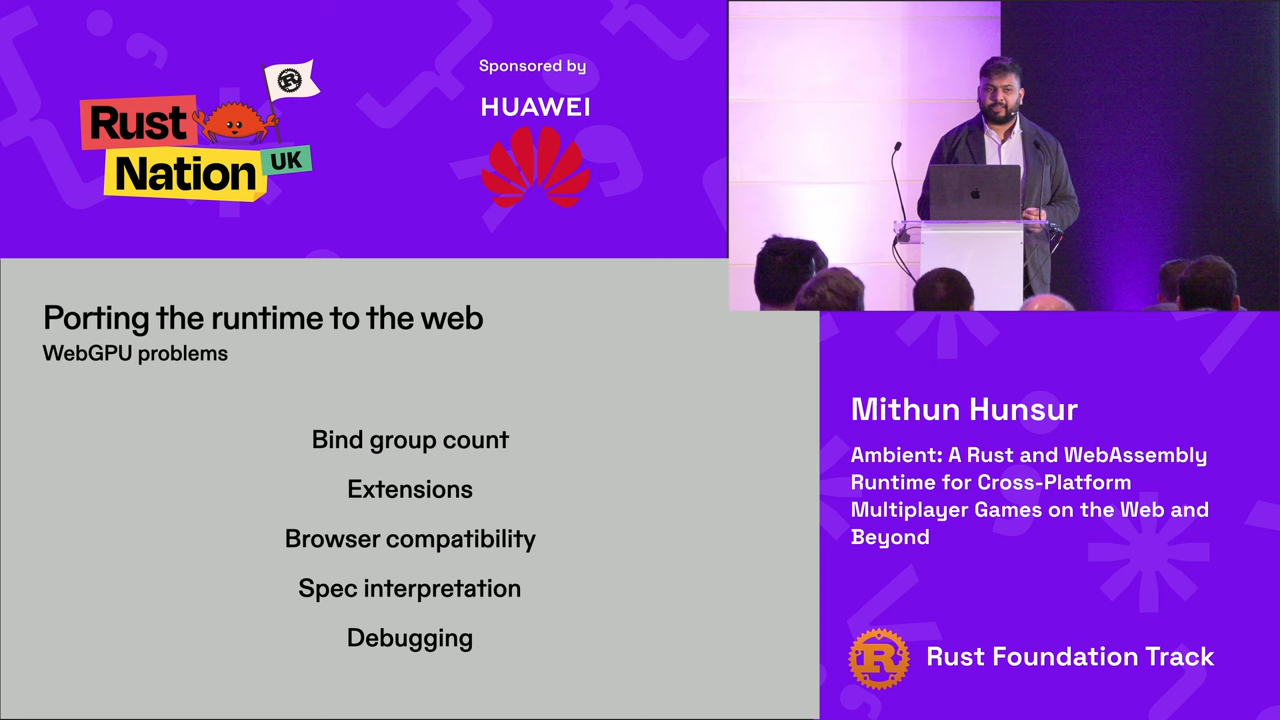 Rust
Nation
UK
Sponsored by
HUAWEI
Porting the runtime to the web
WebGPU problems
Bind group count
Extensions
Browser compatibility
Spec interpretation
Debugging
Mithun Hunsur
Ambient: A Rust and WebAssembly
Runtime for Cross-Platform
Multiplayer Games on the Web and
Beyond
R
Rust Foundation Track